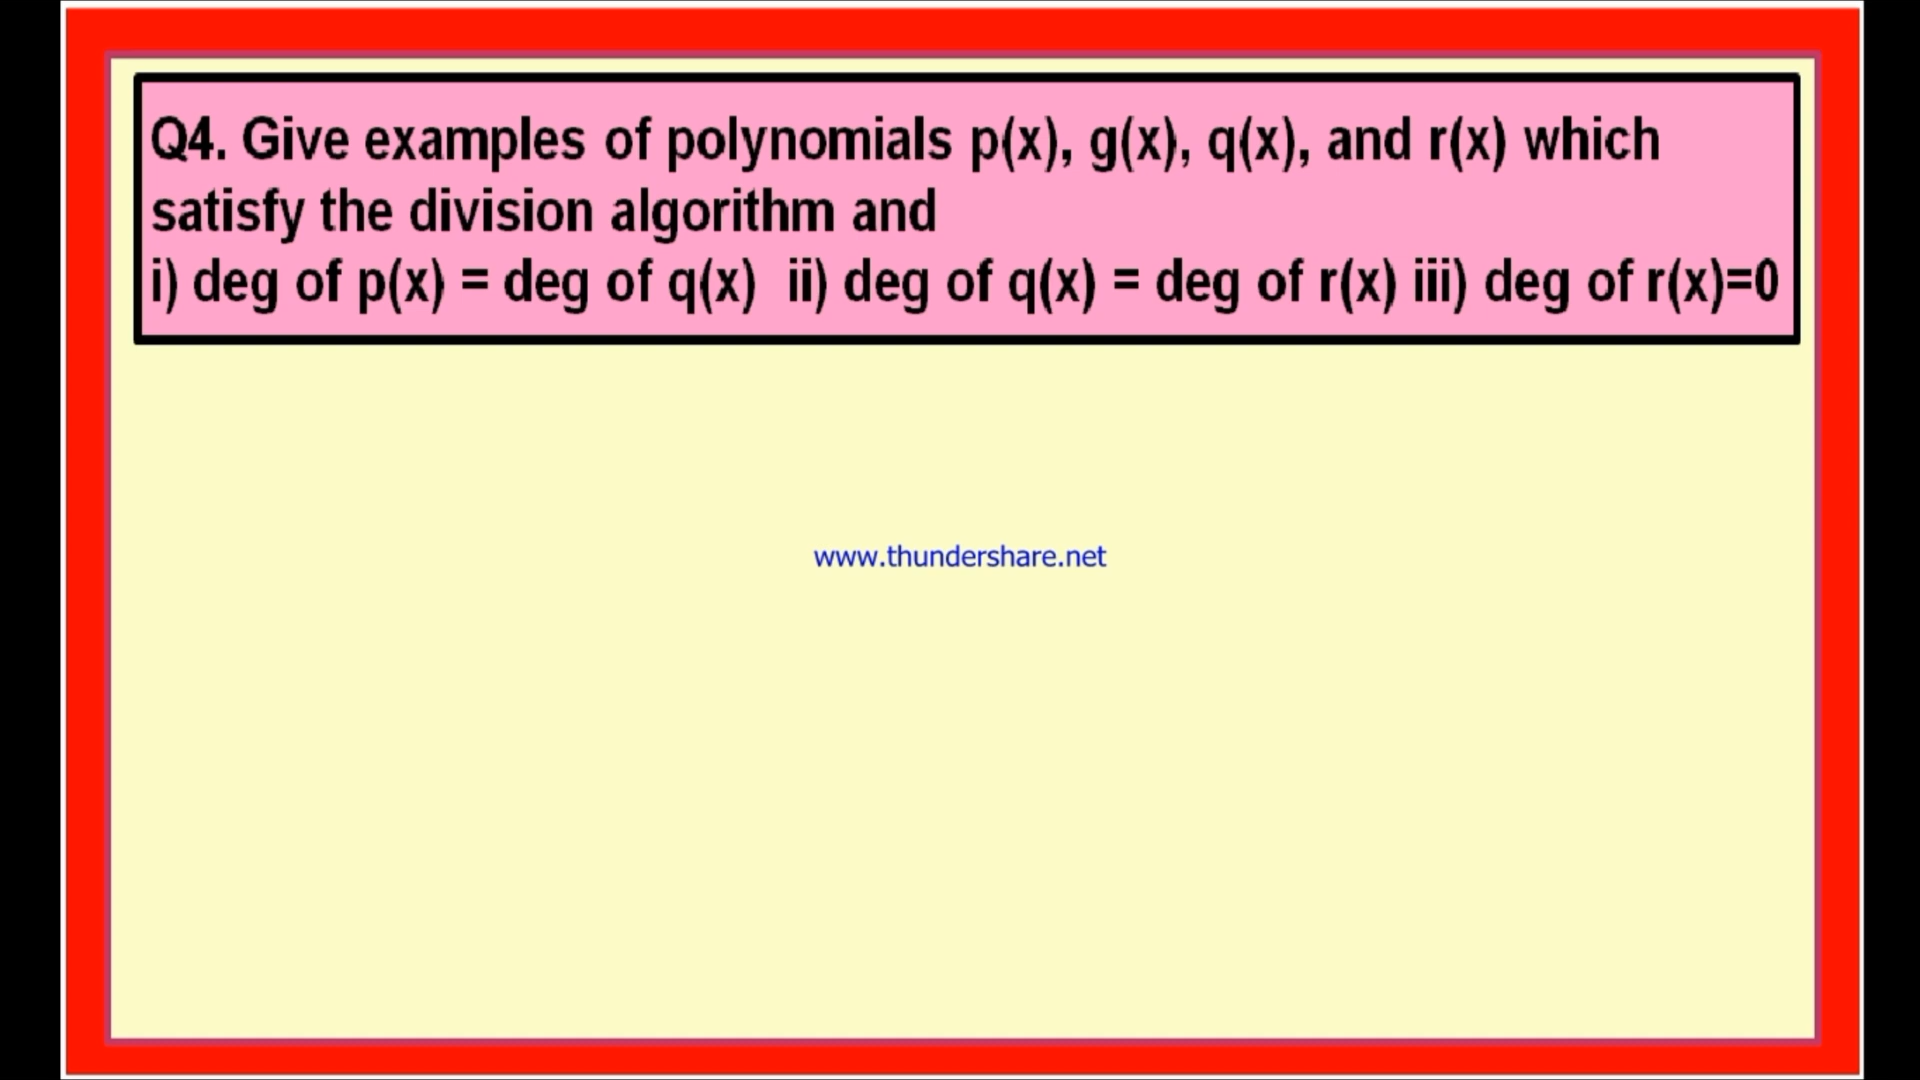 Q4. Give examples of polynomials p(x), g(x), q(x), and r(x) which
satisfy the division algorithm and
i) deg of p(x) = deg of q(x) ii) deg of q(x) = deg of r(x) iii) deg of r(x)=0
www.thundershare.net